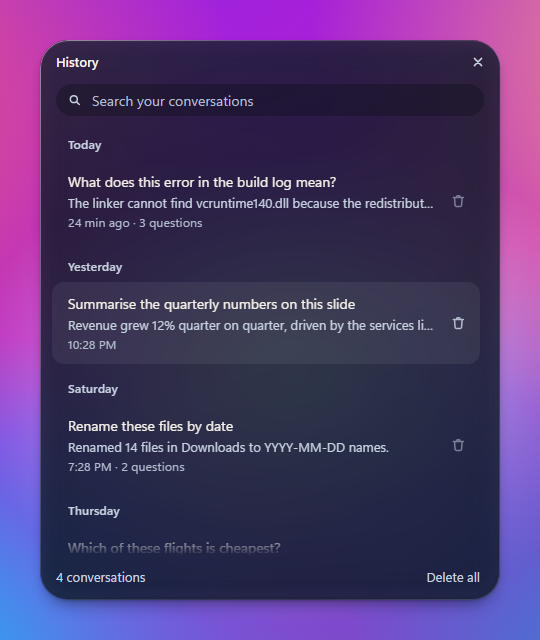 History
Search your conversations
Today
What does this error in the build log mean?
The linker cannot find vcruntime140.dll because the redistribut...
24 min ago · 3 questions
Yesterday
Summarise the quarterly numbers on this slide
Revenue grew 12% quarter on quarter, driven by the services li...
10:28 PM
Saturday
Rename these files by date
Renamed 14 files in Downloads to YYYY-MM-DD names.
7:28 PM · 2 questions
Thursday
Which of these flights is cheapest?
4 conversations
Delete all